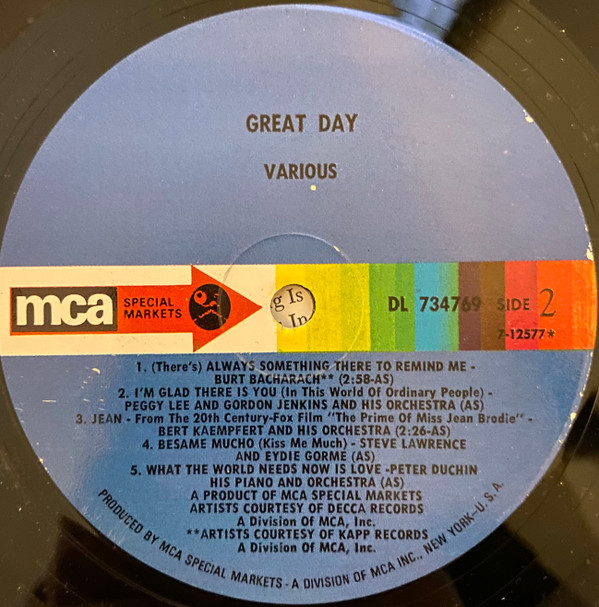 GREAT DAY
VARIOUS
mca SPECIAL
MARKETS
g Is
In
DL 734769 SIDE 2
7-12577*
1. (There's) ALWAYS SOMETHING THERE TO REMIND ME -
BURT BACHARACH** (2:58-AS)
2. I'M GLAD THERE IS YOU (In This World Of Ordinary People) -
PEGGY LEE AND GORDON JENKINS AND HIS ORCHESTRA (AS)
3. JEAN - From The 20th Century-Fox Film "The Prime Of Miss Jean Brodie" -
BERT KAEMPFERT AND HIS ORCHESTRA (2:26-AS)
4. BESAME MUCHO (Kiss Me Much) - STEVE LAWRENCE
AND EYDIE GORME (AS)
5. WHAT THE WORLD NEEDS NOW IS LOVE -PETER DUCHIN
HIS PIANO AND ORCHESTRA (AS)
A PRODUCT OF MCA SPECIAL MARKETS
ARTISTS COURTESY OF DECCA RECORDS
A Division Of MCA, Inc.
**ARTISTS COURTESY OF KAPP RECORDS
A Division Of MCA, Inc.
PRODUCED BY MCA SPECIAL MARKETS - A DIVISION OF MCA INC., NEW YORK-U.S.A.